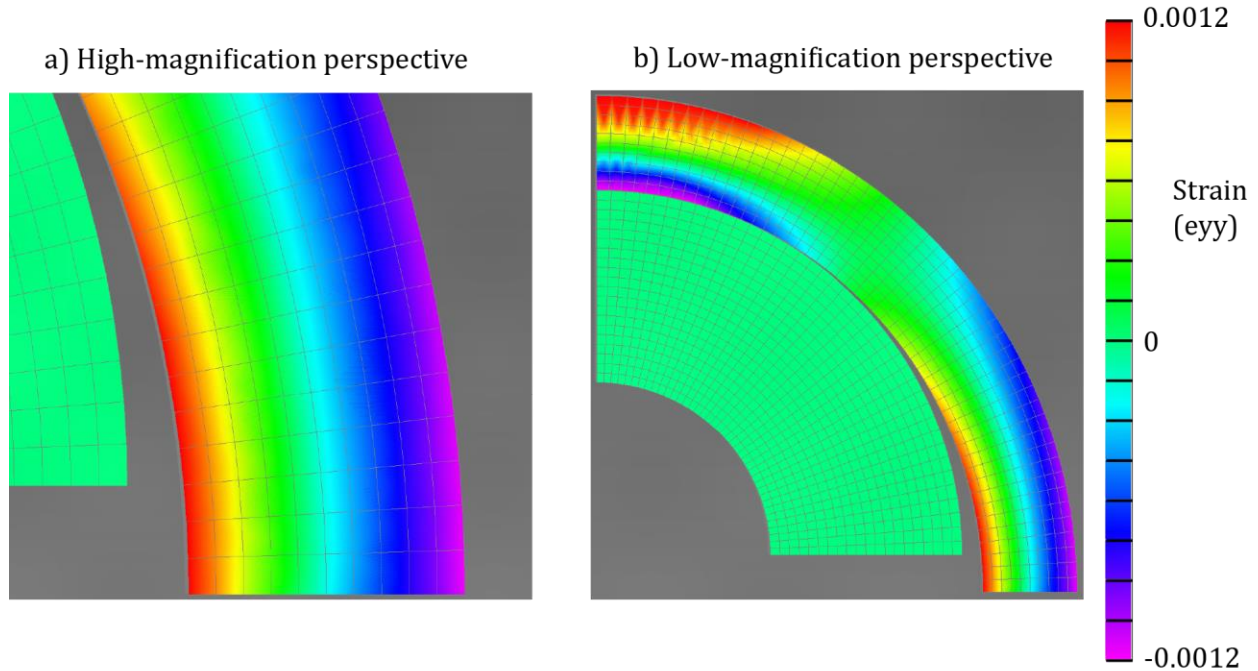 a) High-magnification perspective
b) Low-magnification perspective
0.0012
Strain
(eyy)
0
-0.0012